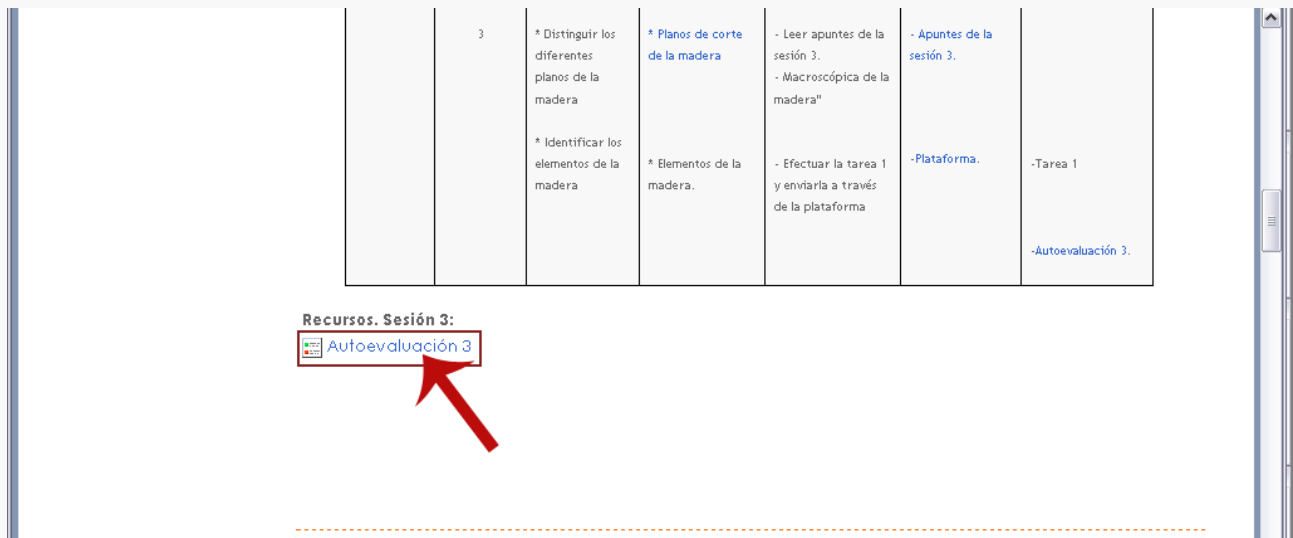 3
* Distinguir los
diferentes
planos de la
madera
* Identificar los
elementos de la
madera
* Planos de corte
de la madera
* Elementos de la
madera.
- Leer apuntes de la
sesión 3.
- Macroscópica de la
madera"
- Efectuar la tarea 1
y enviarla a través
de la plataforma
- Apuntes de la
sesión 3.
-Plataforma.
-Tarea 1
-Autoevaluación 3.
Recursos. Sesión 3:
Autoevaluación 3